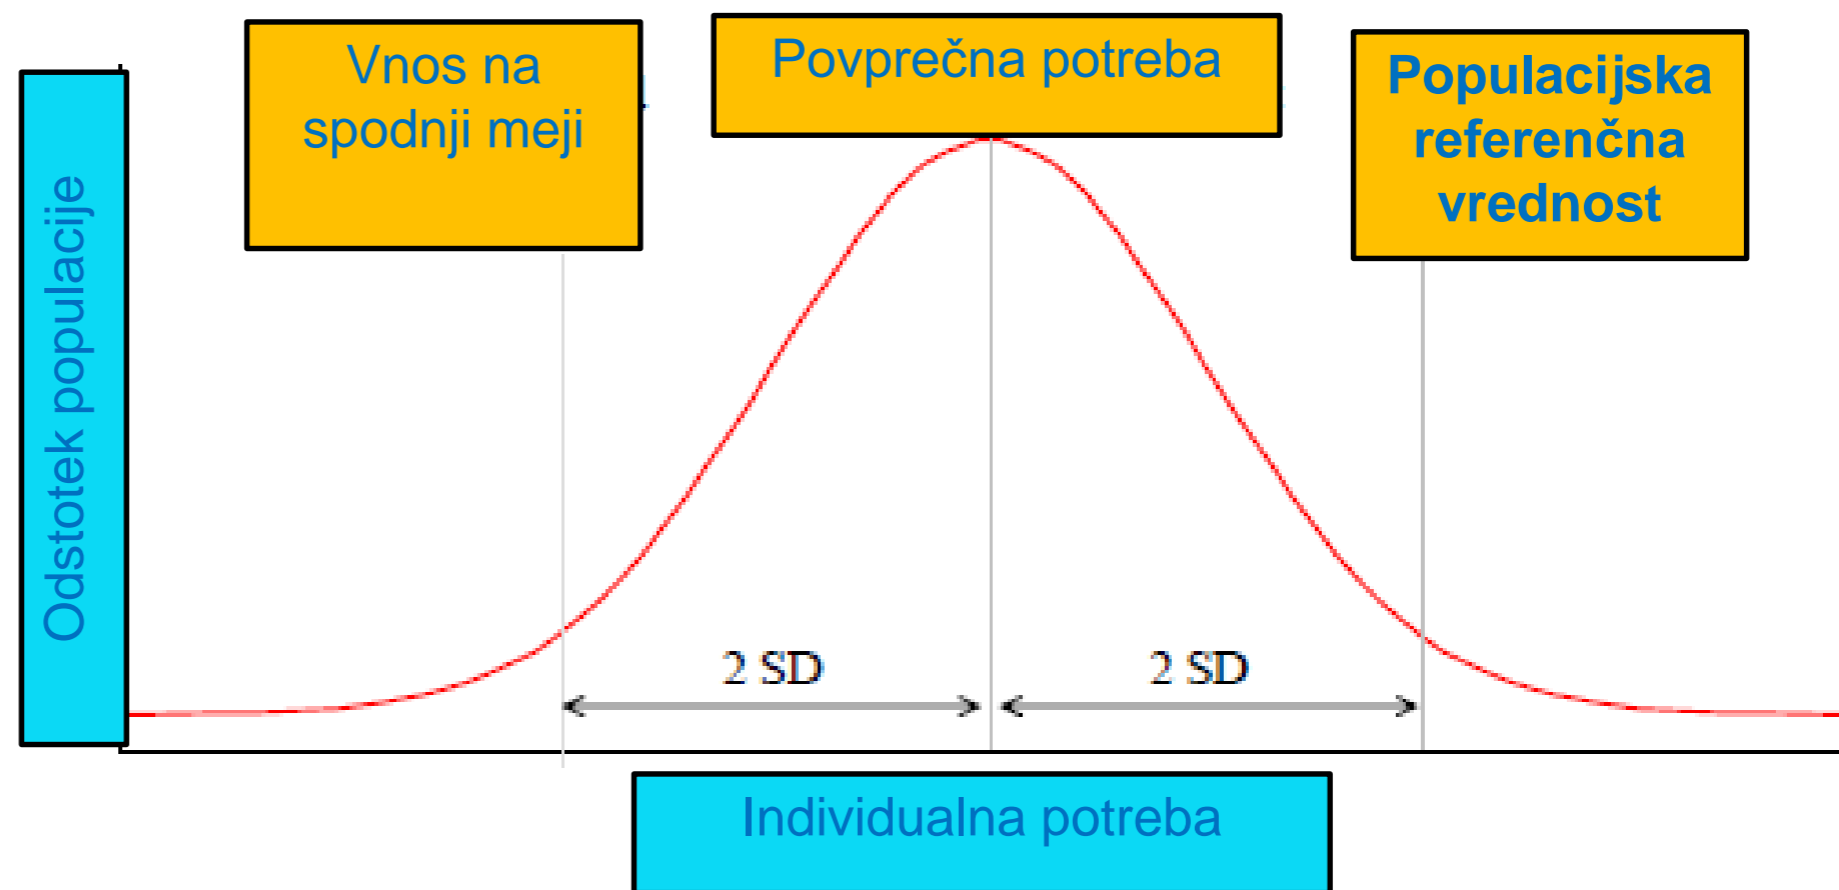 Vnos na
spodnji meji
Povprečna potreba
Populacijska
referenčna
vrednost
Odstotek populacije
2 SD
2 SD
Individualna potreba